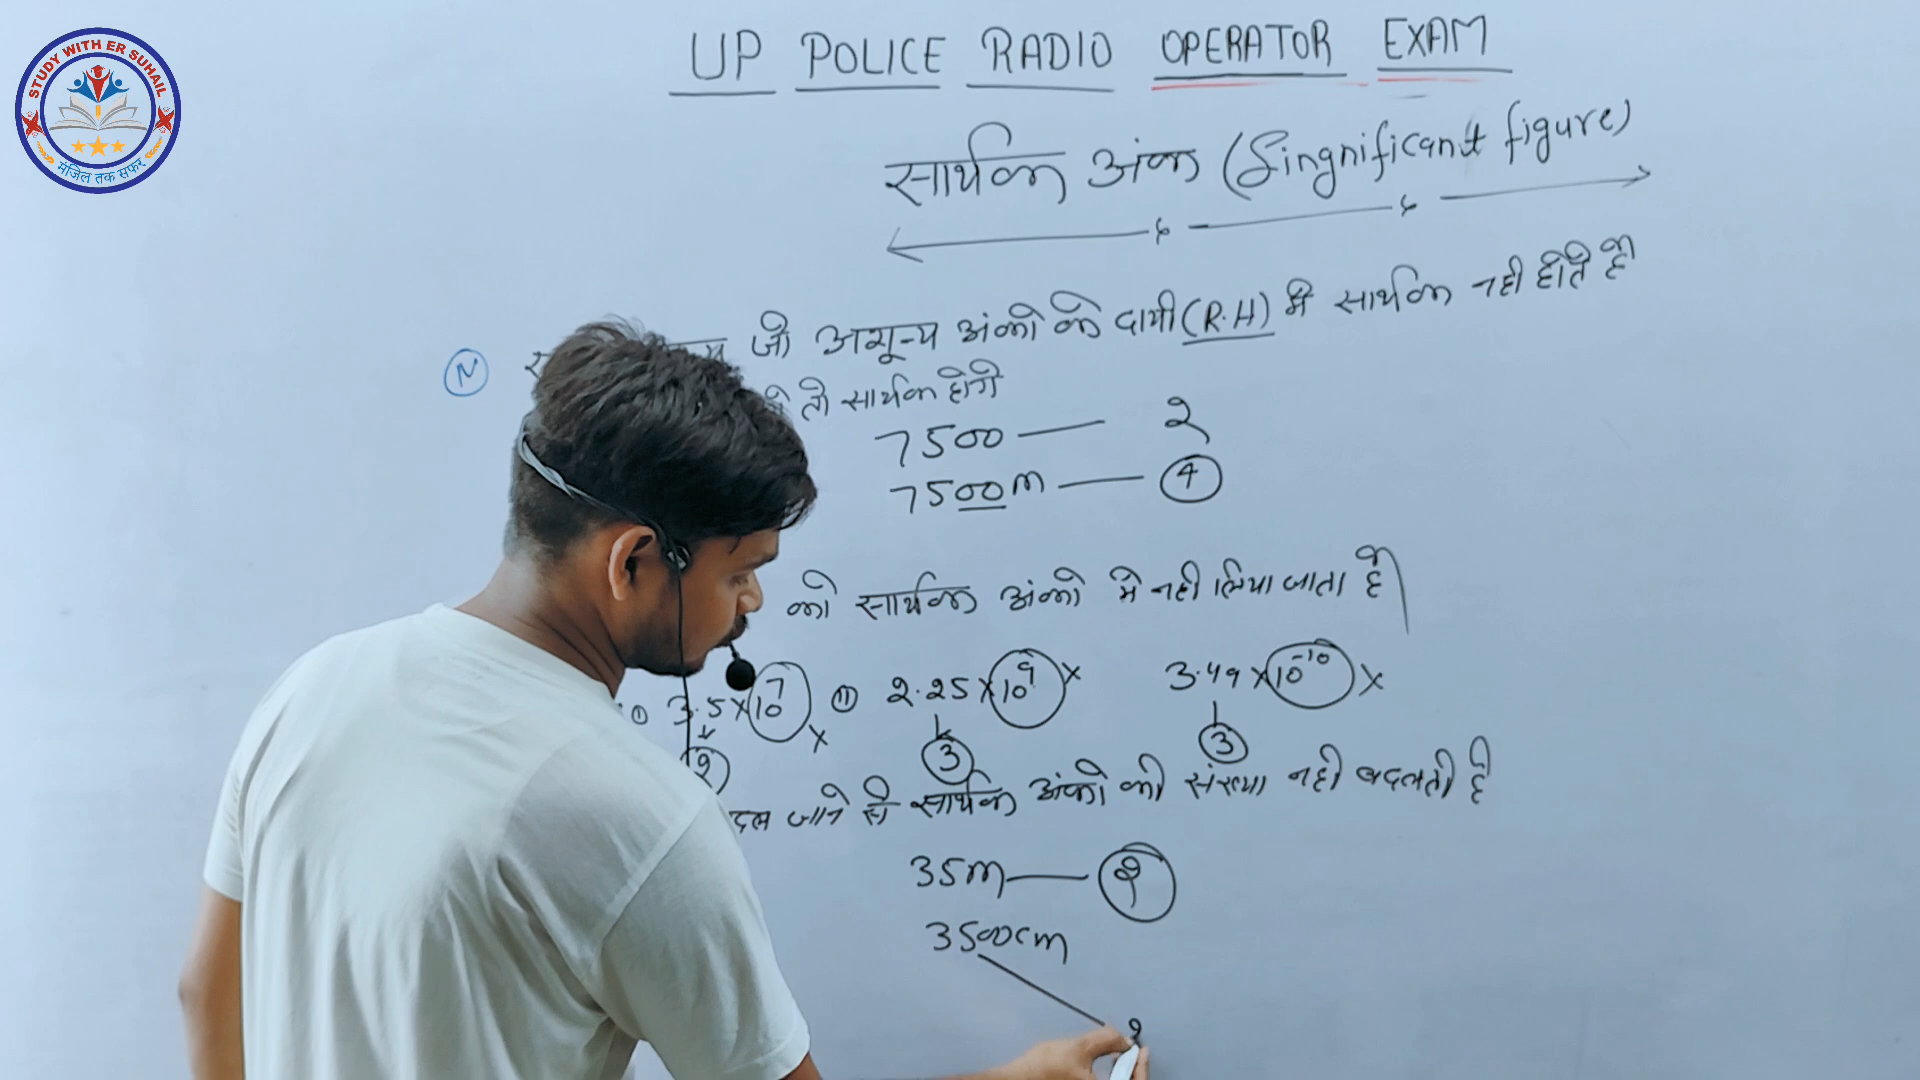 STUDY WITH ER SUHAIL
मंजिल तक सफर
UP POLICE RADIO OPERATOR EXAM
सार्थक अंक (Singnificant figure)
जो अशून्य अंको के दायी (R.H) में सार्थक नही होते है
तो सार्थक होगे
7500 — 2
7500m — 4
को सार्थक अंको मे नही लिया जाता है।
① 3.5×10⁷ × ⑪ 2.25×10⁹ × 3.49×10⁻¹⁰ ×
2 3 3
जाने से सार्थक अंको की संख्या नही बदलती है
35m — 2
3500cm
2